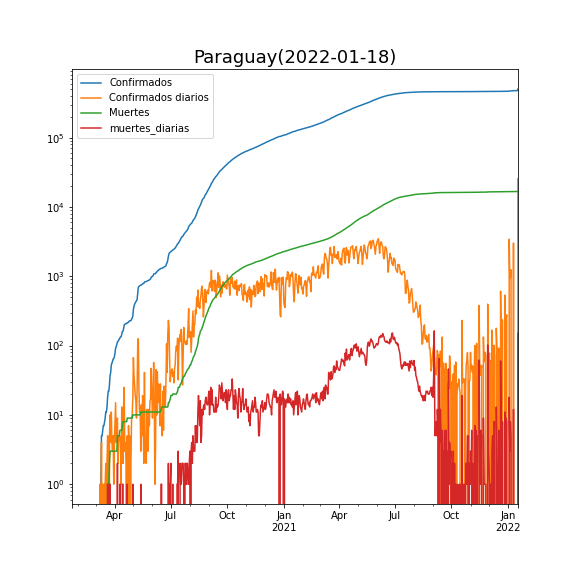 Paraguay(2022-01-18)
Confirmados
Confirmados diarios
Muertes
muertes_diarias
10^5
10^4
10^3
10^2
10^1
10^0
Apr Jul Oct Jan Apr Jul Oct Jan
2021 2022